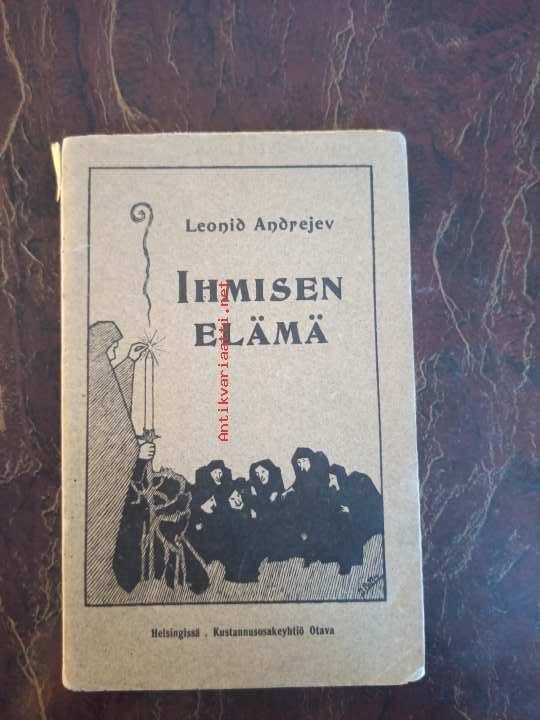 Leonid Andrejev
IHMISEN
ELÄMÄ
Antikvariaatti.net
Helsingissä . Kustannusosakeyhtiö Otava